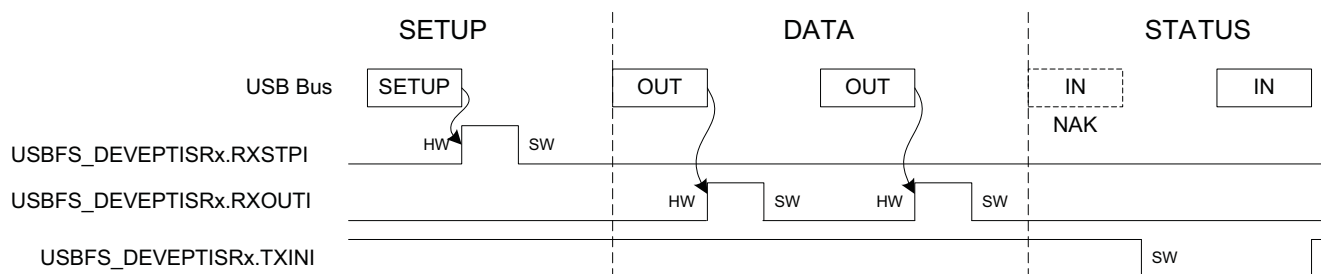 SETUP DATA STATUS
USB Bus SETUP OUT OUT IN IN
NAK
USBFS_DEVEPTISRx.RXSTPI HW SW
USBFS_DEVEPTISRx.RXOUTI HW SW HW SW
USBFS_DEVEPTISRx.TXINI SW